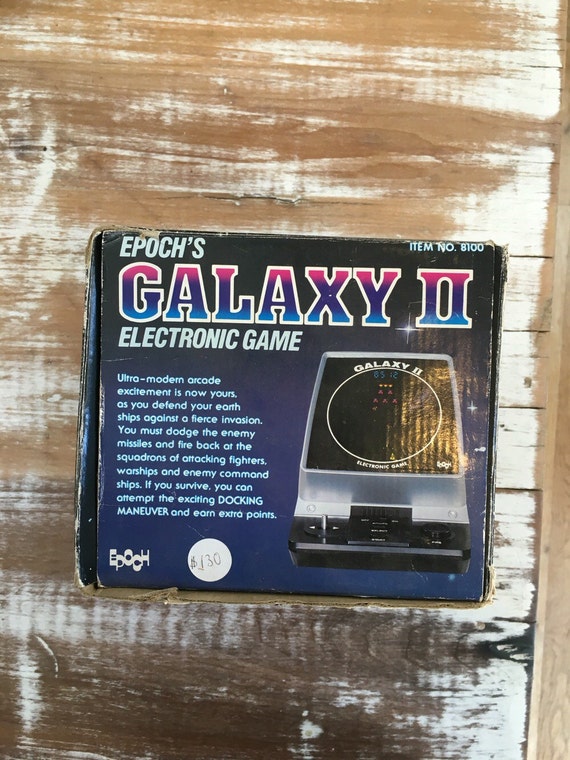 EPOCH'S
ITEM NO. 8100
GALAXY II
ELECTRONIC GAME
Ultra-modern arcade
excitement is now yours,
as you defend your earth
ships against a fierce invasion.
You must dodge the enemy
missiles and fire back at the
squadrons of attacking fighters,
warships and enemy command
ships. If you survive, you can
attempt the exciting DOCKING
MANEUVER and earn extra points.
GALAXY II
8512
ELECTRONIC GAME
EPOCH
EPOCH
$130